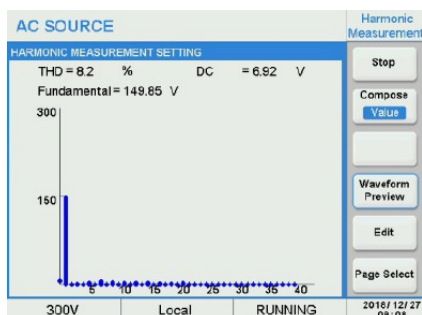 AC SOURCE
Harmonic
Measurement
HARMONIC MEASUREMENT SETTING
THD = 8.2 % DC = 6.92 V
Fundamental = 149.85 V
300
150
5 10 15 20 25 30 35 40
Stop
Compose
Value
Waveform
Preview
Edit
Page Select
300V Local RUNNING
2016/12/27